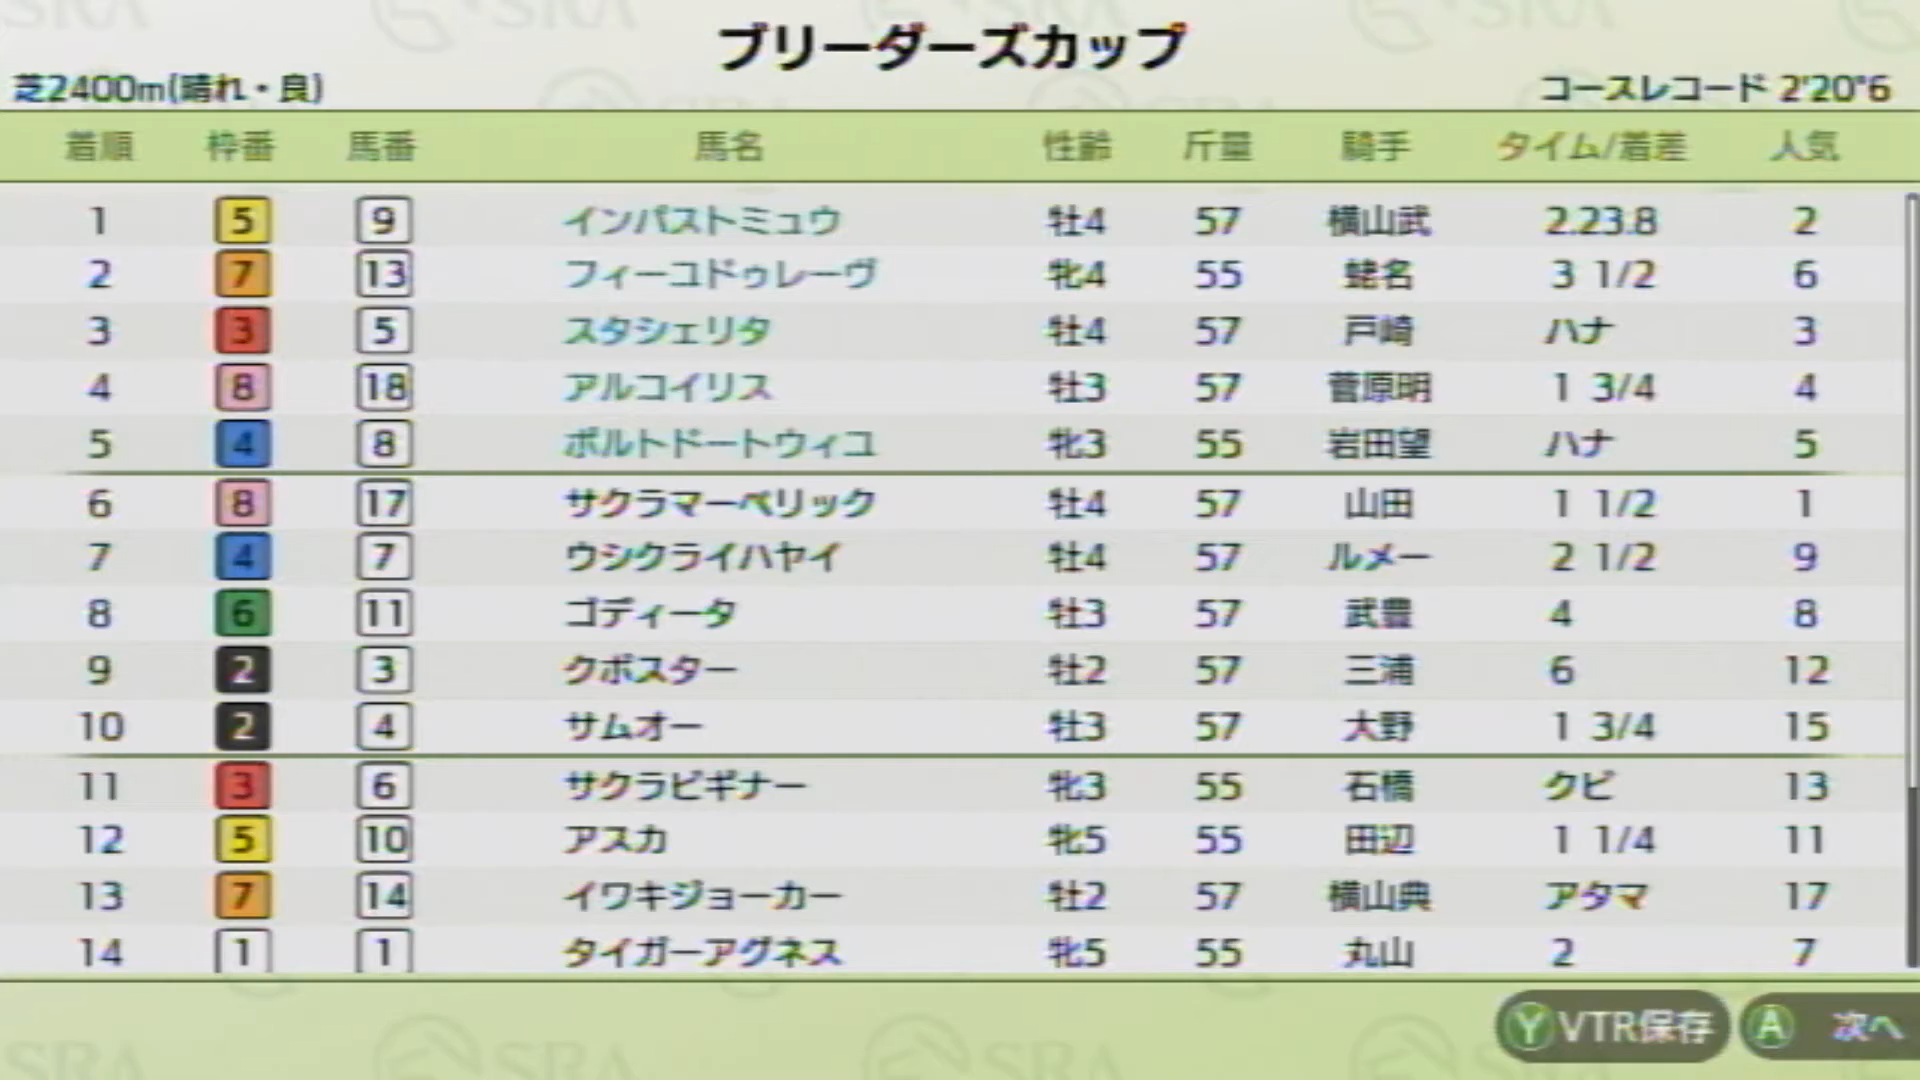 ブリーダーズカップ
芝2400m(晴れ・良) コースレコード 2'20"6
着順 枠番 馬番 馬名 性齢 斤量 騎手 タイム/着差 人気
1 5 9 インパストミュウ 牡4 57 横山武 2.23.8 2
2 7 13 フィーユドゥレーヴ 牝4 55 蛯名 3 1/2 6
3 3 5 スタシェリタ 牡4 57 戸崎 ハナ 3
4 8 18 アルコイリス 牡3 57 菅原明 1 3/4 4
5 4 8 ポルトドートウィユ 牝3 55 岩田望 ハナ 5
6 8 17 サクラマーベリック 牡4 57 山田 1 1/2 1
7 4 7 ウシクライハヤイ 牡4 57 ルメー 2 1/2 9
8 6 11 ゴディータ 牡3 57 武豊 4 8
9 2 3 クボスター 牡2 57 三浦 6 12
10 2 4 サムオー 牡3 57 大野 1 3/4 15
11 3 6 サクラビギナー 牝3 55 石橋 クビ 13
12 5 10 アスカ 牝5 55 田辺 1 1/4 11
13 7 14 イワキジョーカー 牡2 57 横山典 アタマ 17
14 1 1 タイガーアグネス 牝5 55 丸山 2 7
Y VTR保存 A 次へ
SRA SRA SRA